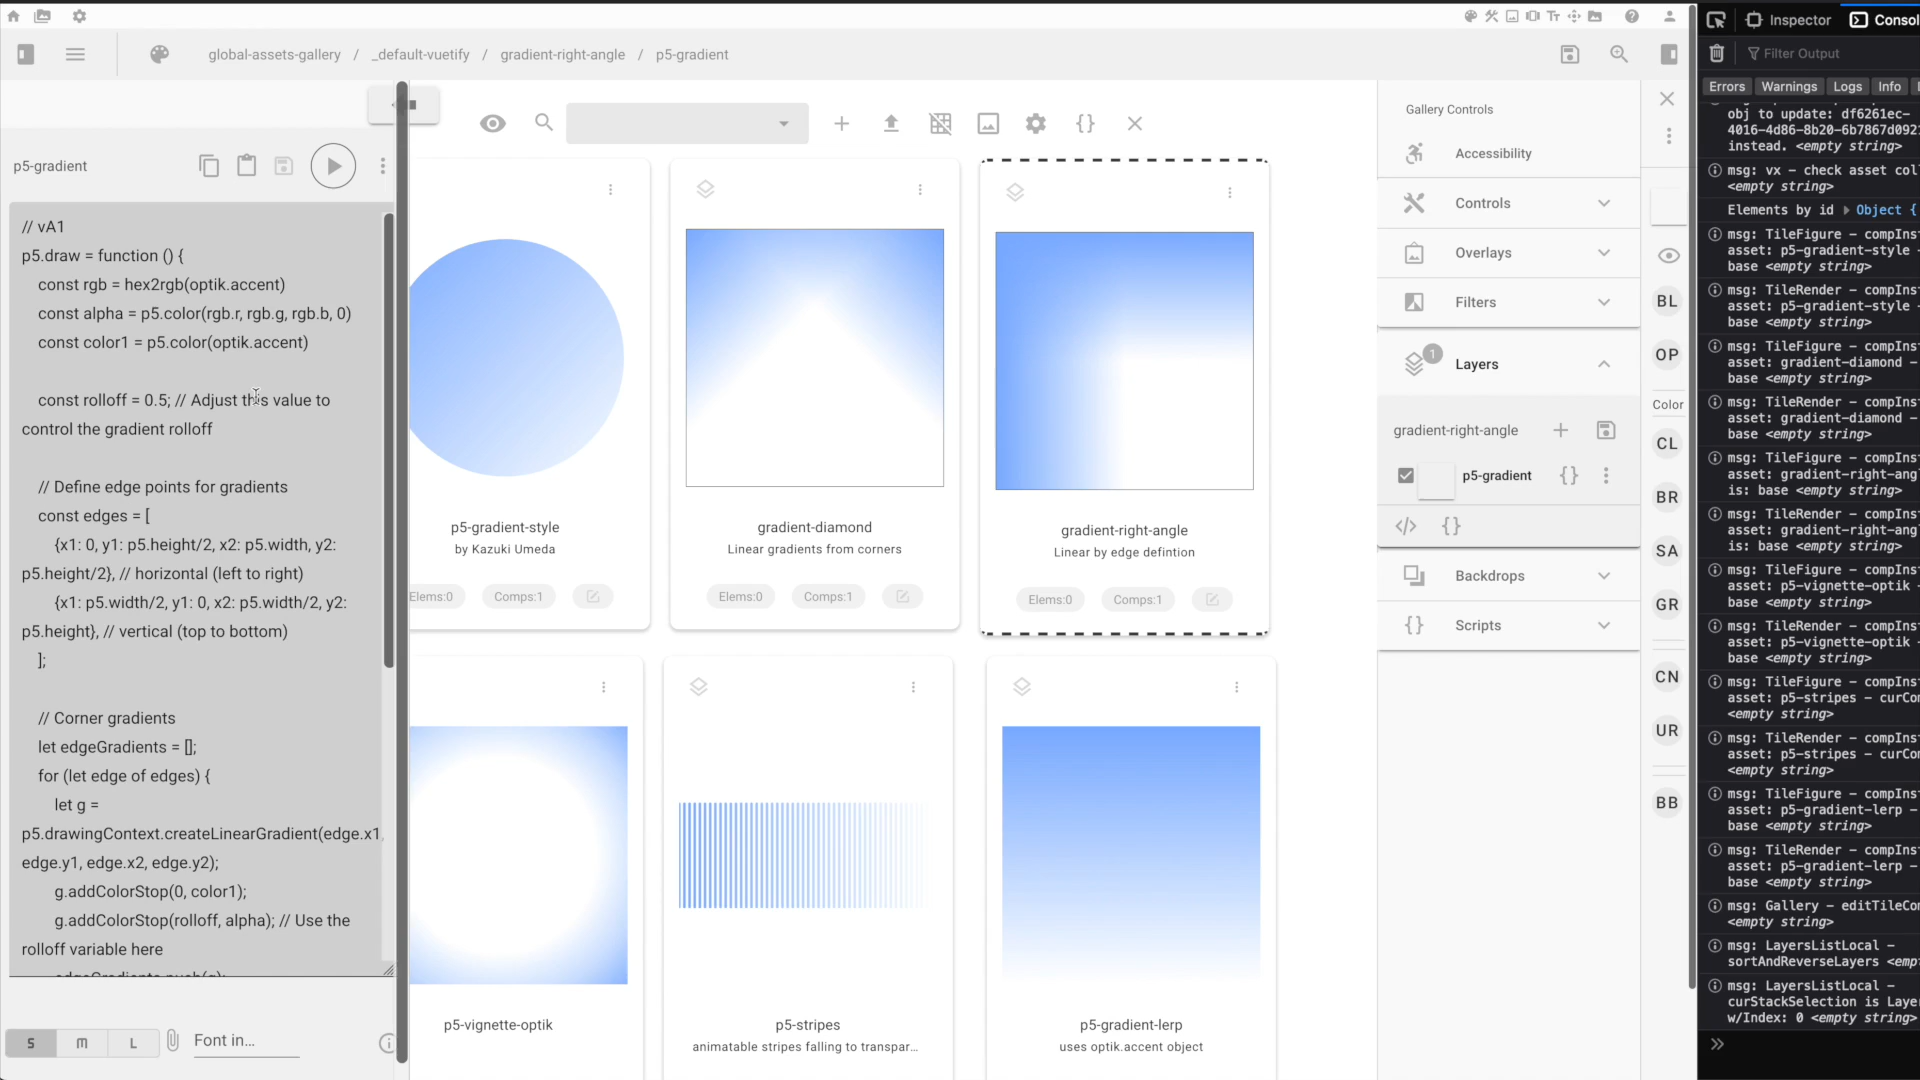 global-assets-gallery / _default-vuetify / gradient-right-angle / p5-gradient
p5-gradient
// vA1
p5.draw = function () {
const rgb = hex2rgb(optik.accent)
const alpha = p5.color(rgb.r, rgb.g, rgb.b, 0)
const color1 = p5.color(optik.accent)
const rolloff = 0.5; // Adjust this value to
control the gradient rolloff
// Define edge points for gradients
const edges = [
{x1: 0, y1: p5.height/2, x2: p5.width, y2:
p5.height/2}, // horizontal (left to right)
{x1: p5.width/2, y1: 0, x2: p5.width/2, y2:
p5.height}, // vertical (top to bottom)
];
// Corner gradients
let edgeGradients = [];
for (let edge of edges) {
let g =
p5.drawingContext.createLinearGradient(edge.x1,
edge.y1, edge.x2, edge.y2);
g.addColorStop(0, color1);
g.addColorStop(rolloff, alpha); // Use the
rolloff variable here
edgeGradients.push(g);
S M L Font in...
p5-gradient-style
by Kazuki Umeda
Elems:0 Comps:1
gradient-diamond
Linear gradients from corners
Elems:0 Comps:1
gradient-right-angle
Linear by edge defintion
Elems:0 Comps:1
p5-vignette-optik
p5-stripes
animatable stripes falling to transpar...
p5-gradient-lerp
uses optik.accent object
Gallery Controls
Accessibility
Controls
Overlays
Filters
1
Layers
gradient-right-angle
p5-gradient {}
</> {}
Backdrops
{} Scripts
BL
OP
Color
CL
BR
SA
GR
CN
UR
BB
Inspector Consol
Filter Output
Errors Warnings Logs Info
obj to update: df6261ec-
4016-4d86-8b20-6b7867d092
instead. <empty string>
msg: vx – check asset col
<empty string>
Elements by id Object {
msg: TileFigure – compIns
asset: p5-gradient-style –
base <empty string>
msg: TileRender – compIns
asset: p5-gradient-style –
base <empty string>
msg: TileFigure – compIns
asset: gradient-diamond –
base <empty string>
msg: TileRender – compIns
asset: gradient-diamond –
base <empty string>
msg: TileFigure – compIns
asset: gradient-right-ang
is: base <empty string>
msg: TileRender – compIns
asset: gradient-right-ang
is: base <empty string>
msg: TileFigure – compIns
asset: p5-vignette-optik –
base <empty string>
msg: TileRender – compIns
asset: p5-vignette-optik –
base <empty string>
msg: TileFigure – compIns
asset: p5-stripes – curCo
<empty string>
msg: TileRender – compIns
asset: p5-stripes – curCo
<empty string>
msg: TileFigure – compIns
asset: p5-gradient-lerp –
base <empty string>
msg: TileRender – compIns
asset: p5-gradient-lerp –
base <empty string>
msg: Gallery – editTileCo
<empty string>
msg: LayersListLocal –
sortAndReverseLayers <emp
msg: LayersListLocal –
curStackSelection is Laye
w/Index: 0 <empty string>